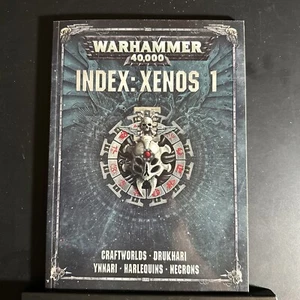 WARHAMMER
40,000
INDEX: XENOS 1
CRAFTWORLDS · DRUKHARI
YNNARI · HARLEQUINS · NECRONS